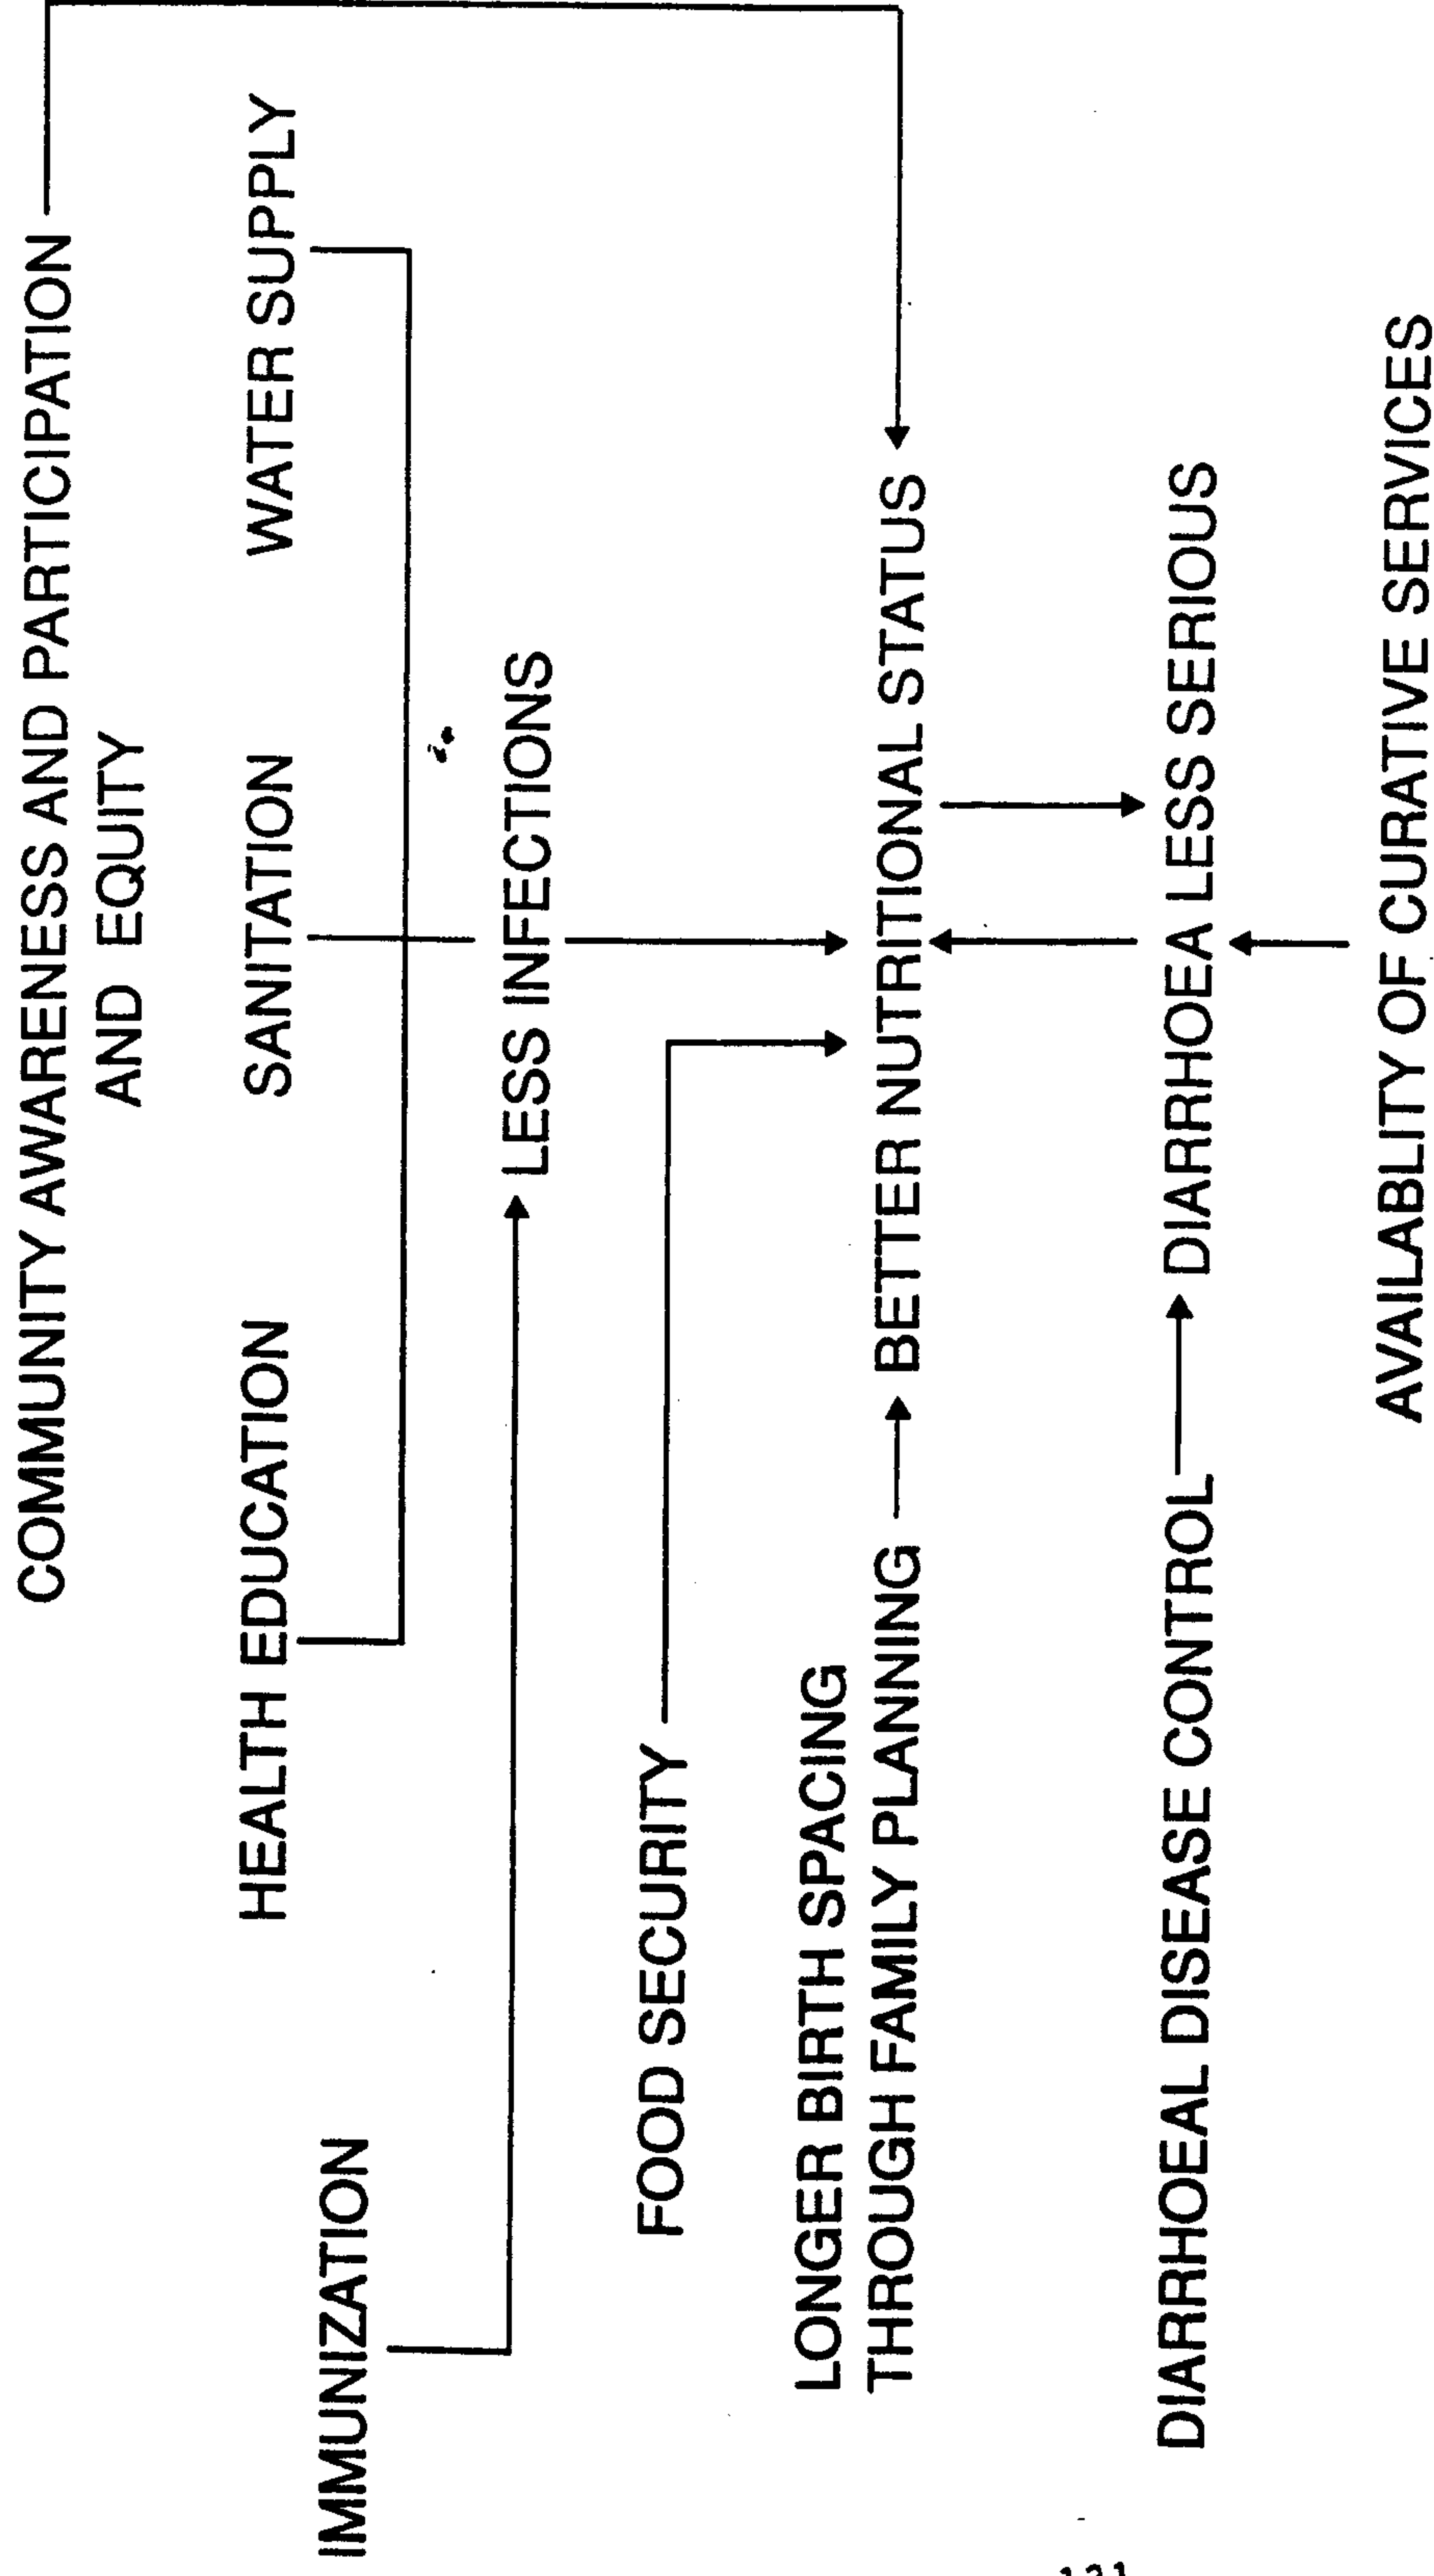 COMMUNITY AWARENESS AND PARTICIPATION
AND EQUITY
HEALTH EDUCATION
SANITATION
WATER SUPPLY
IMMUNIZATION
LESS INFECTIONS
FOOD SECURITY
LONGER BIRTH SPACING
THROUGH FAMILY PLANNING
BETTER NUTRITIONAL STATUS
DIARRHOEAL DISEASE CONTROL
DIARRHOEA LESS SERIOUS
AVAILABLITY OF CURATIVE SERVICES